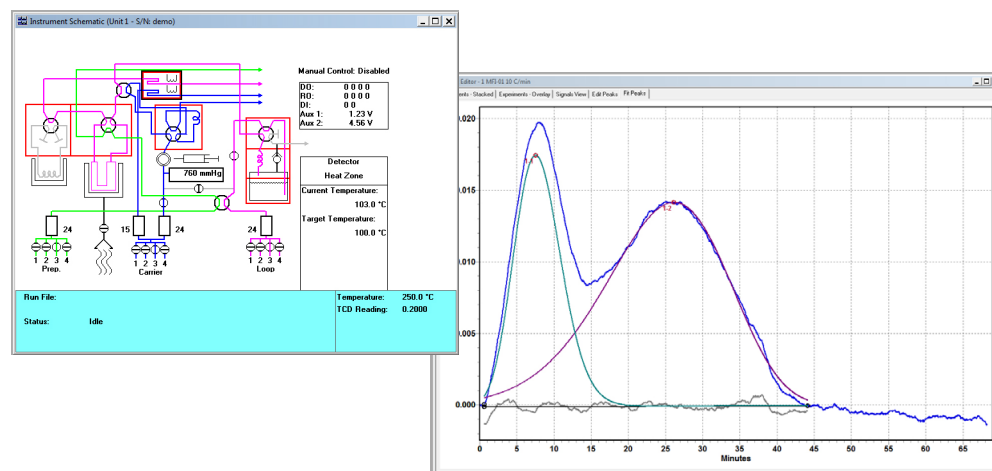 Instrument Schematic (Unit 1 - S/N: demo)
Manual Control: Disabled
DO: 0 0 0 0
RO: 0 0 0 0
DI: 0 0
Aux 1: 1.23 V
Aux 2: 4.56 V
760 mmHg
Detector
Heat Zone
Current Temperature:
103.0 °C
Target Temperature:
100.0 °C
24 15 24 24
1 2 3 4 1 2 3 4 1 2 3 4
Prep. Carrier Loop
Run File:
Status: Idle
Temperature: 250.0 °C
TCD Reading: 0.2000
Editor - 1 MFI-61 10 C/min
ents - Stacked Experiments - Overlay Signals View Edit Peaks Fit Peaks
0.020
0.015
0.010
0.005
0.000
1-2
0 5 10 15 20 25 30 35 40 45 50 55 60 65
Minutes